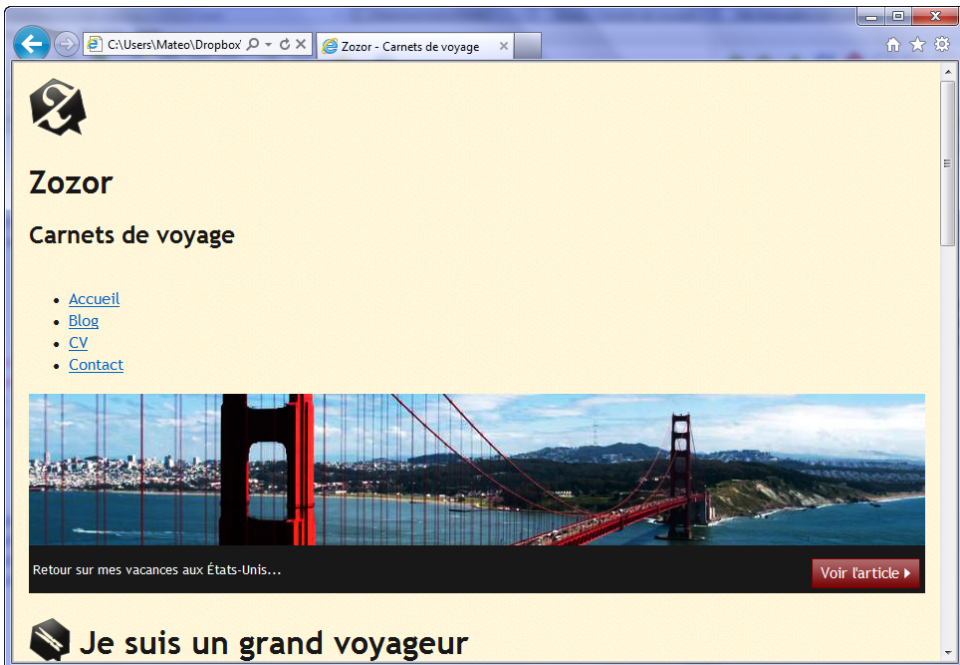 C:\Users\Mateo\Dropbox
Zozor - Carnets de voyage
Zozor
Carnets de voyage
Accueil
Blog
CV
Contact
Retour sur mes vacances aux États-Unis...
Voir l'article
Je suis un grand voyageur